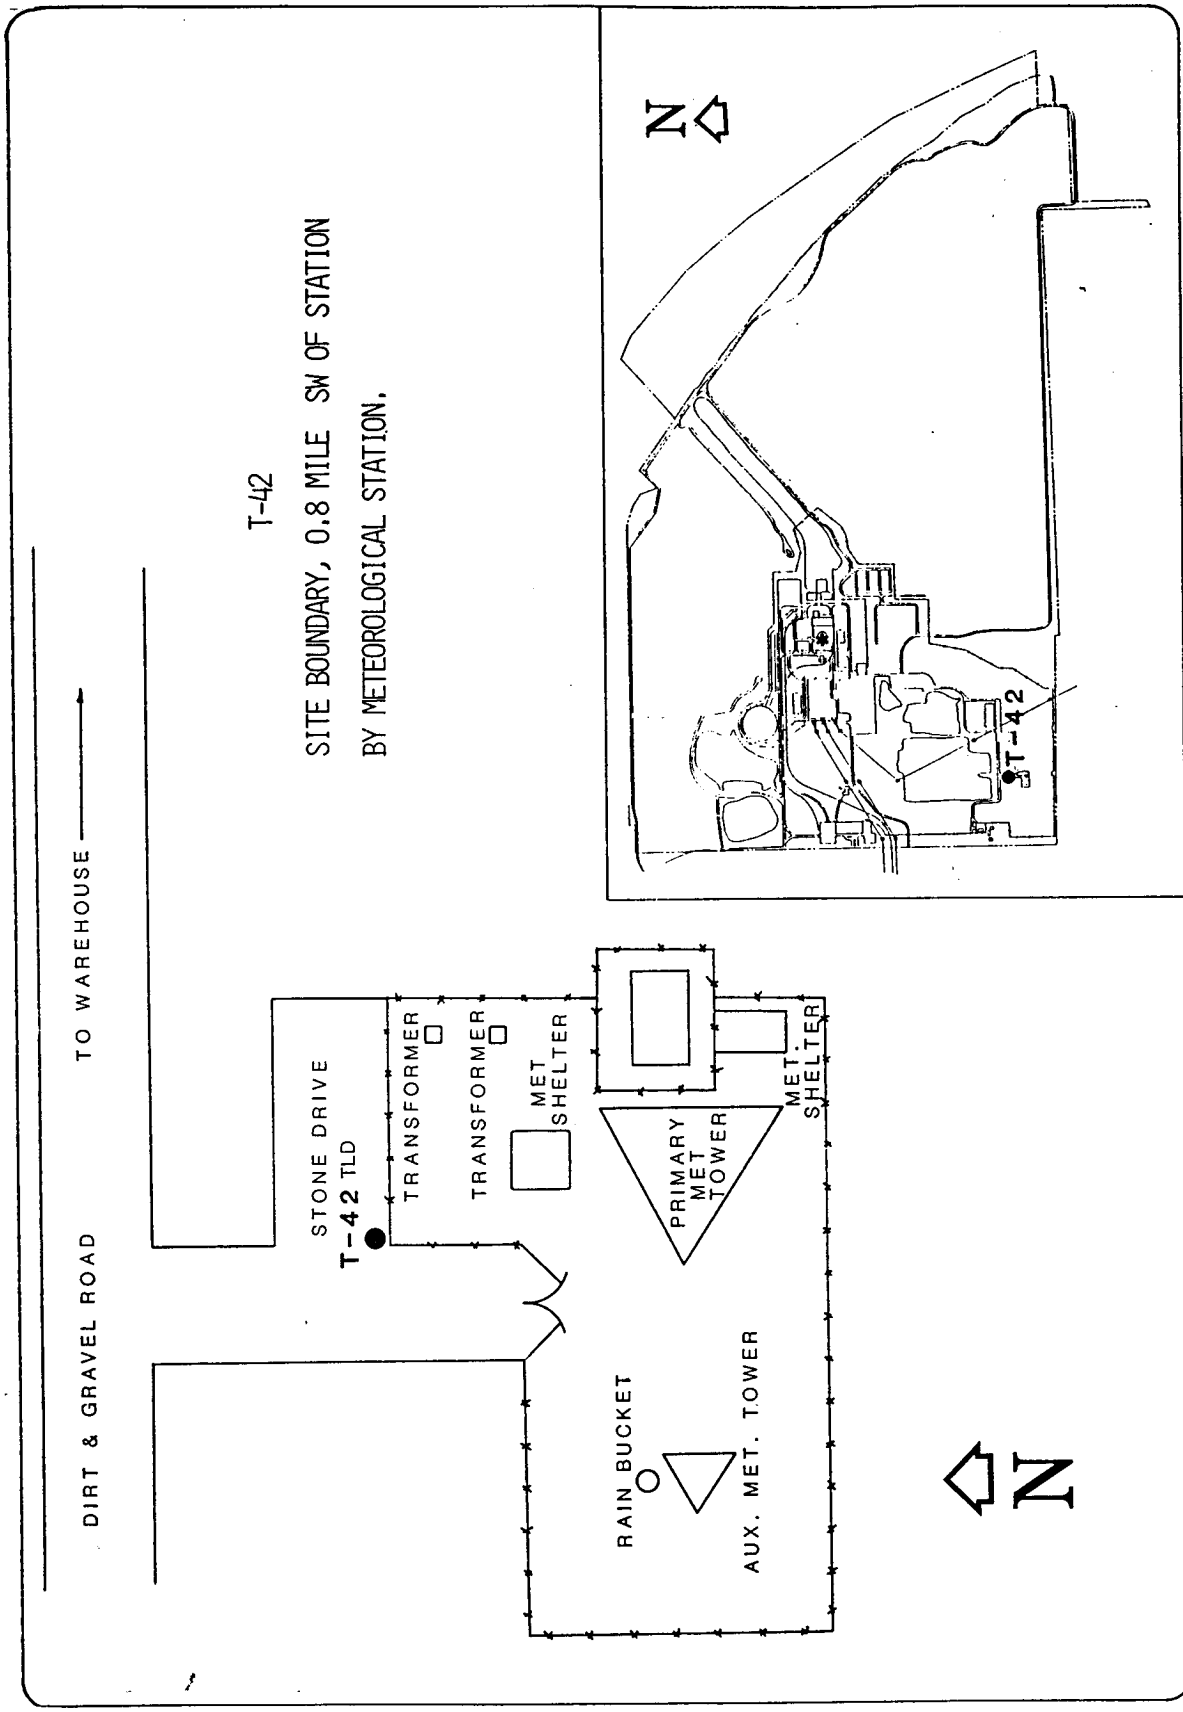 DIRT & GRAVEL ROAD
TO WAREHOUSE
T-42
SITE BOUNDARY, 0.8 MILE SW OF STATION
BY METEOROLOGICAL STATION.
STONE DRIVE
T-42 TLD
TRANSFORMER
TRANSFORMER
MET
SHELTER
PRIMARY
MET
TOWER
MET.
SHELTER
RAIN BUCKET
AUX. MET. TOWER
N
N
T-42